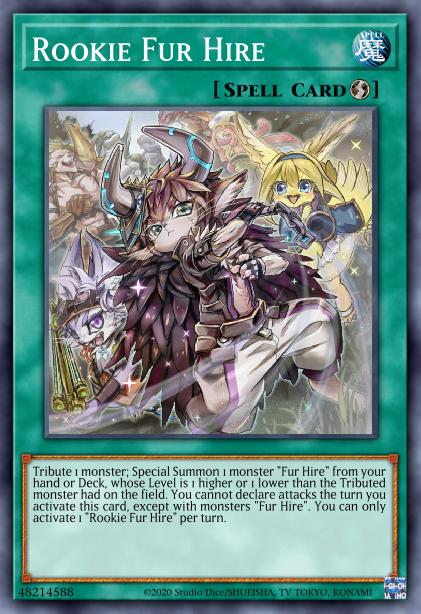 Rookie Fur Hire
SPELL
魔
[Spell Card]
Tribute 1 monster; Special Summon 1 monster "Fur Hire" from your
hand or Deck, whose Level is 1 higher or 1 lower than the Tributed
monster had on the field. You cannot declare attacks the turn you
activate this card, except with monsters "Fur Hire". You can only
activate 1 "Rookie Fur Hire" per turn.
48214588
©2020 Studio Dice/SHUEISHA, TV TOKYO, KONAMI